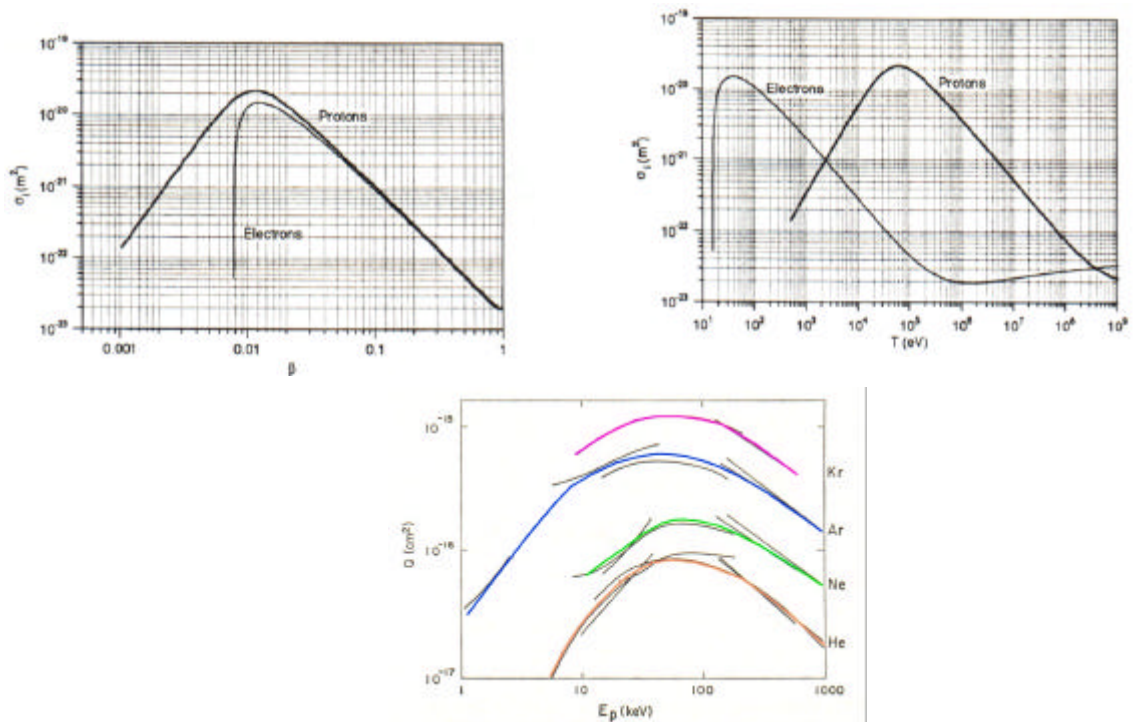 10⁻¹⁹
10⁻²⁰
10⁻²¹
10⁻²²
10⁻²³
σᵢ(m²)
Protons
Electrons
0.001
0.01
0.1
1
β
10⁻¹⁹
10⁻²⁰
10⁻²¹
10⁻²²
10⁻²³
σᵢ(m²)
Electrons
Protons
10¹
10²
10³
10⁴
10⁵
10⁶
10⁷
10⁸
10⁹
T (eV)
10⁻¹⁵
10⁻¹⁶
10⁻¹⁷
Q (cm²)
Kr
Ar
Ne
He
1
10
100
1000
Eₚ (keV)